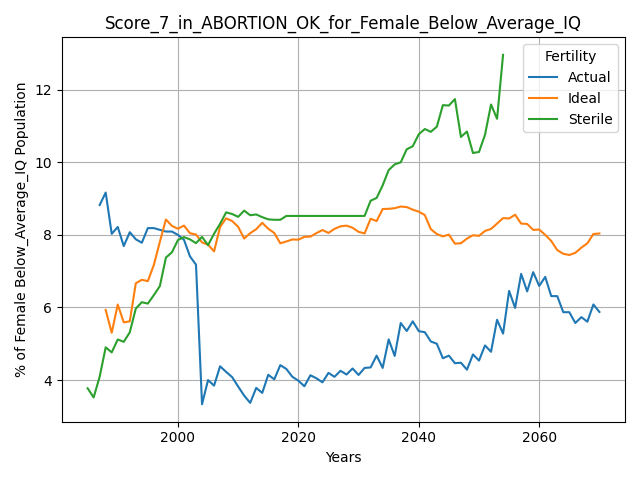 Score_7_in_ABORTION_OK_for_Female_Below_Average_IQ
% of Female Below_Average_IQ Population
12
10
8
6
4
Fertility
Actual
Ideal
Sterile
2000 2020 2040 2060
Years